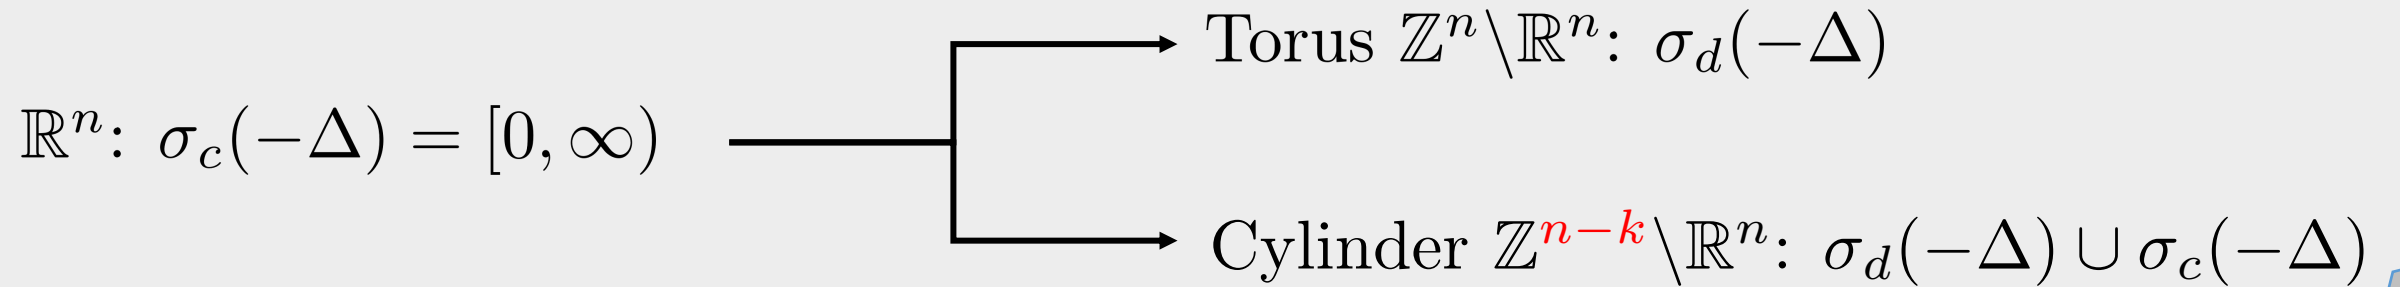 ℝⁿ: σ_c(−Δ) = [0, ∞)
Torus ℤⁿ\ℝⁿ: σ_d(−Δ)
Cylinder ℤⁿ⁻ᵏ\ℝⁿ: σ_d(−Δ) ∪ σ_c(−Δ)